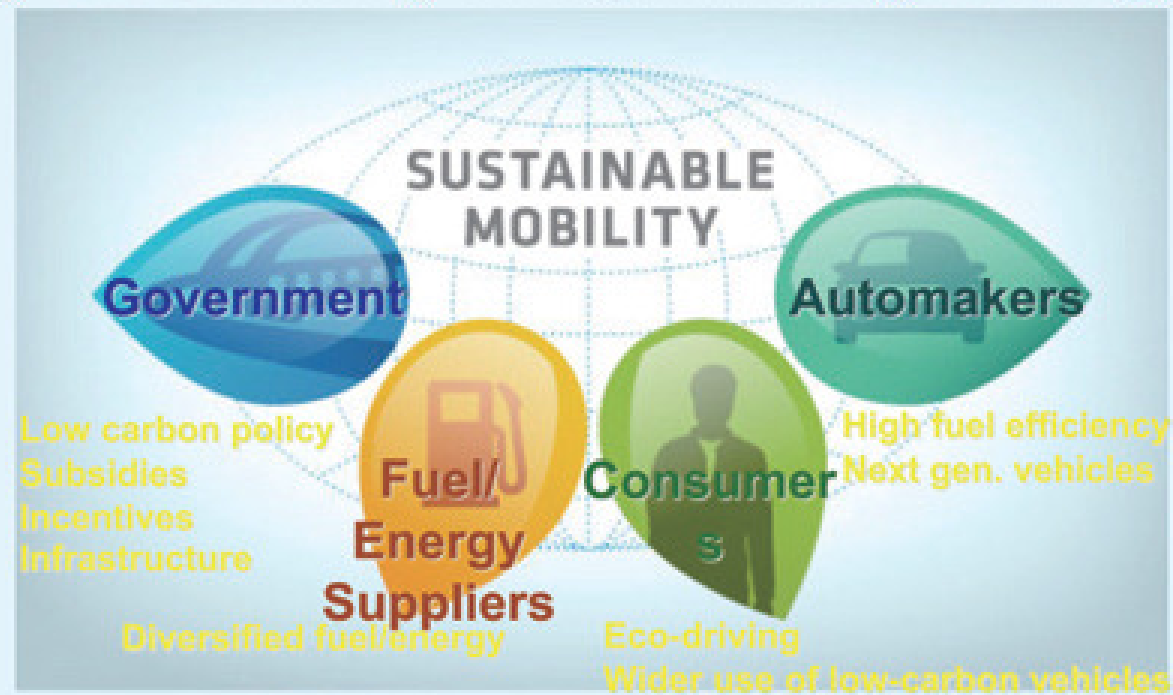 SUSTAINABLE
MOBILITY
Government
Automakers
Low carbon policy
Subsidies
Incentives
Infrastructure
Fuel/
Energy
Suppliers
Diversified fuel/energy
Consumer
s
Eco-driving
Wider use of low-carbon vehicles
High fuel efficiency
Next gen. vehicles